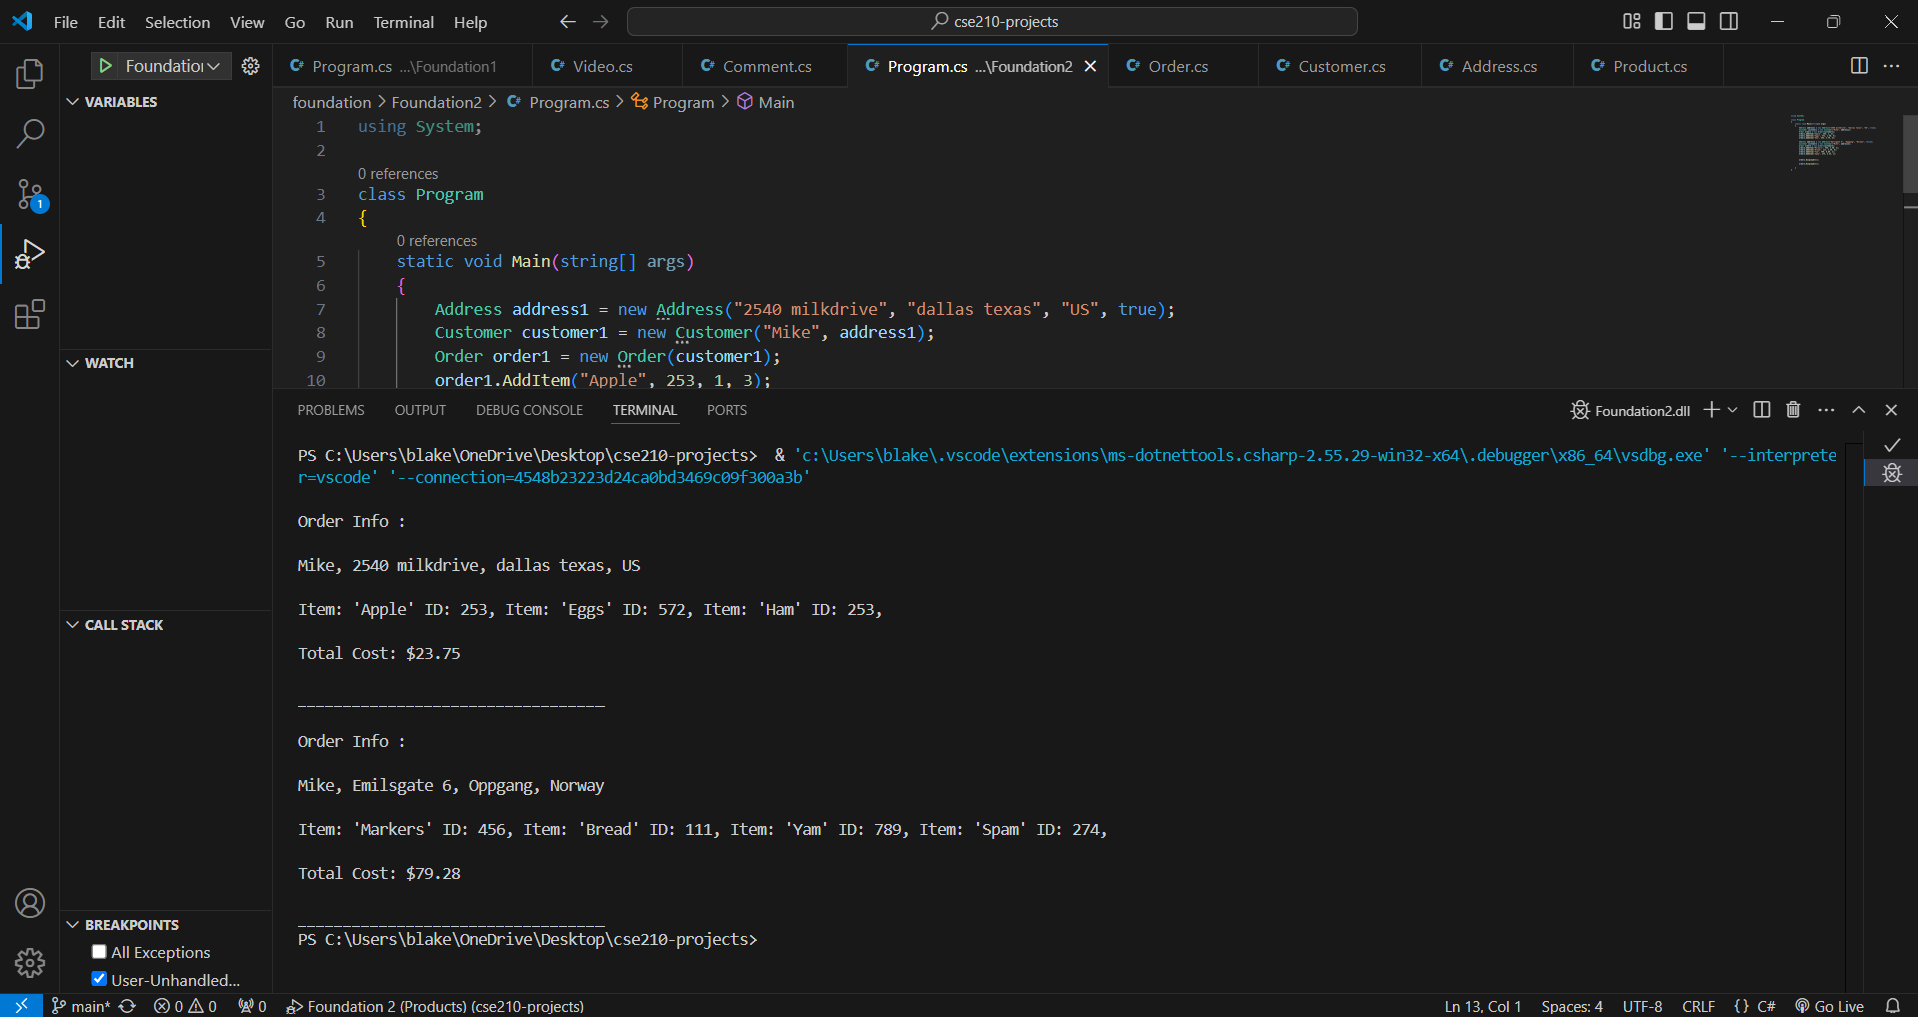 File Edit Selection View Go Run Terminal Help
cse210-projects
Foundatio
Program.cs ...\Foundation1 Video.cs Comment.cs Program.cs ...\Foundation2 Order.cs Customer.cs Address.cs Product.cs
VARIABLES
WATCH
CALL STACK
BREAKPOINTS
All Exceptions
User-Unhandled...
1
foundation > Foundation2 > Program.cs > Program > Main
1 using System;
2
0 references
3 class Program
4 {
0 references
5 static void Main(string[] args)
6 {
7 Address address1 = new Address("2540 milkdrive", "dallas texas", "US", true);
8 Customer customer1 = new Customer("Mike", address1);
9 Order order1 = new Order(customer1);
10 order1.AddItem("Apple", 253, 1, 3);
PROBLEMS OUTPUT DEBUG CONSOLE TERMINAL PORTS
Foundation2.dll
PS C:\Users\blake\OneDrive\Desktop\cse210-projects> & 'c:\Users\blake\.vscode\extensions\ms-dotnettools.csharp-2.55.29-win32-x64\.debugger\x86_64\vsdbg.exe' '--interprete
r=vscode' '--connection=4548b23223d24ca0bd3469c09f300a3b'
Order Info :
Mike, 2540 milkdrive, dallas texas, US
Item: 'Apple' ID: 253, Item: 'Eggs' ID: 572, Item: 'Ham' ID: 253,
Total Cost: $23.75
__________________________________
Order Info :
Mike, Emilsgate 6, Oppgang, Norway
Item: 'Markers' ID: 456, Item: 'Bread' ID: 111, Item: 'Yam' ID: 789, Item: 'Spam' ID: 274,
Total Cost: $79.28
__________________________________
PS C:\Users\blake\OneDrive\Desktop\cse210-projects>
main* 0 0 0 Foundation 2 (Products) (cse210-projects) Ln 13, Col 1 Spaces: 4 UTF-8 CRLF {} C# Go Live